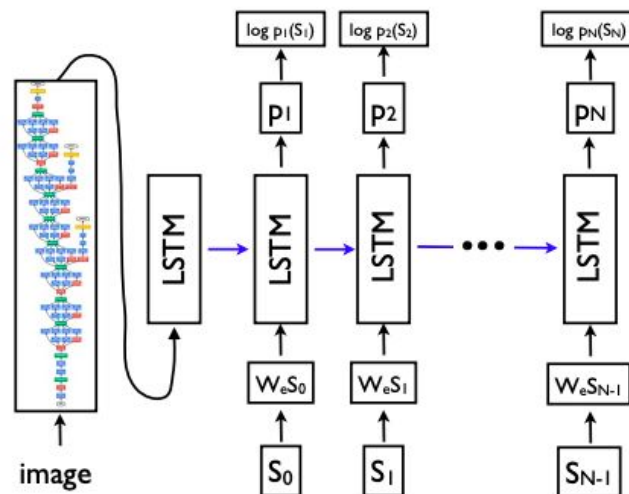 log p₁(S₁) log p₂(S₂) log pN(SN)
p₁ p₂ pN
LSTM LSTM LSTM ••• LSTM
WeS₀ WeS₁ WeSN-1
image S₀ S₁ SN-1